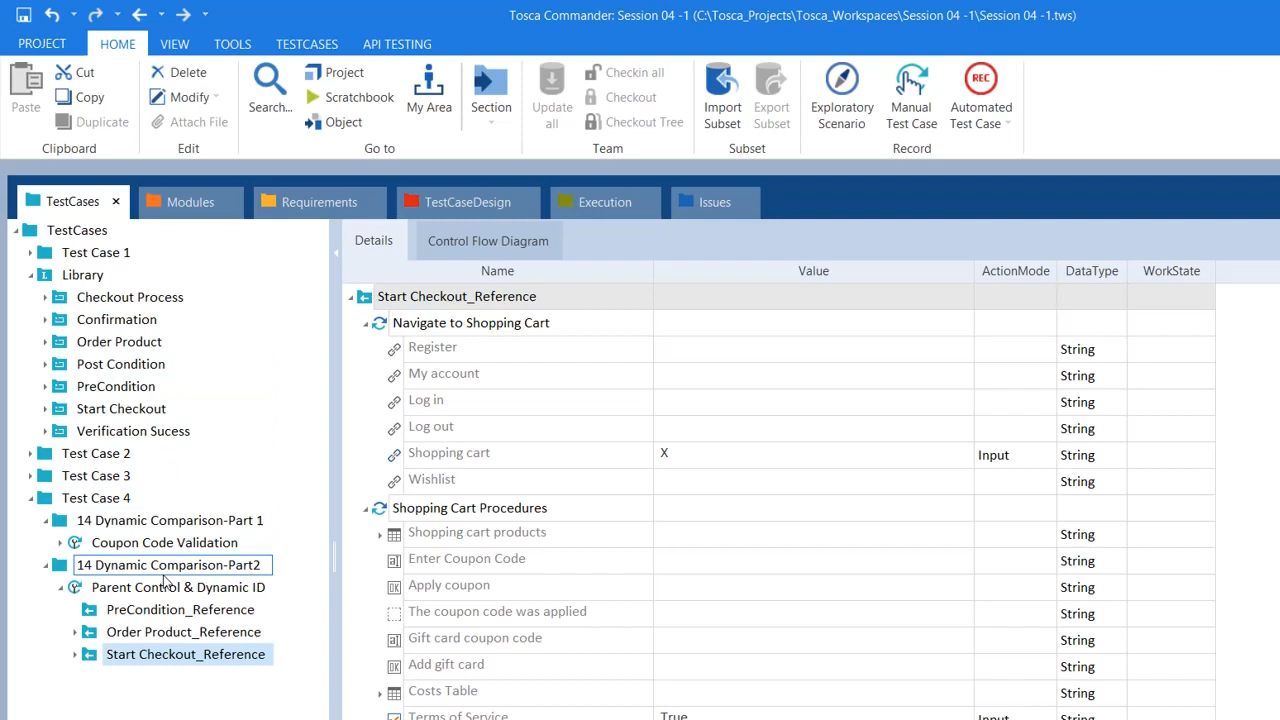 Tosca Commander: Session 04 -1 (C:\Tosca_Projects\Tosca_Workspaces\Session 04 -1\Session 04 -1.tws)
PROJECT HOME VIEW TOOLS TESTCASES API TESTING
Paste
Cut
Copy
Duplicate
Clipboard
Delete
Modify
Attach File
Edit
Search...
Project
Scratchbook
Object
My Area
Go to
Section
Update
all
Checkin all
Checkout
Checkout Tree
Team
Import
Subset
Export
Subset
Subset
Exploratory
Scenario
Manual
Test Case
REC
Automated
Test Case
Record
TestCases × Modules Requirements TestCaseDesign Execution Issues
TestCases
Test Case 1
L Library
Checkout Process
Confirmation
Order Product
Post Condition
PreCondition
Start Checkout
Verification Sucess
Test Case 2
Test Case 3
Test Case 4
14 Dynamic Comparison-Part 1
Coupon Code Validation
14 Dynamic Comparison-Part2
Parent Control & Dynamic ID
PreCondition_Reference
Order Product_Reference
Start Checkout_Reference
Details Control Flow Diagram
Name Value ActionMode DataType WorkState
Start Checkout_Reference
Navigate to Shopping Cart
Register String
My account String
Log in String
Log out String
Shopping cart X Input String
Wishlist String
Shopping Cart Procedures
Shopping cart products String
a Enter Coupon Code String
OK Apply coupon String
The coupon code was applied String
a Gift card coupon code String
OK Add gift card String
Costs Table String
Terms of Service True Input String